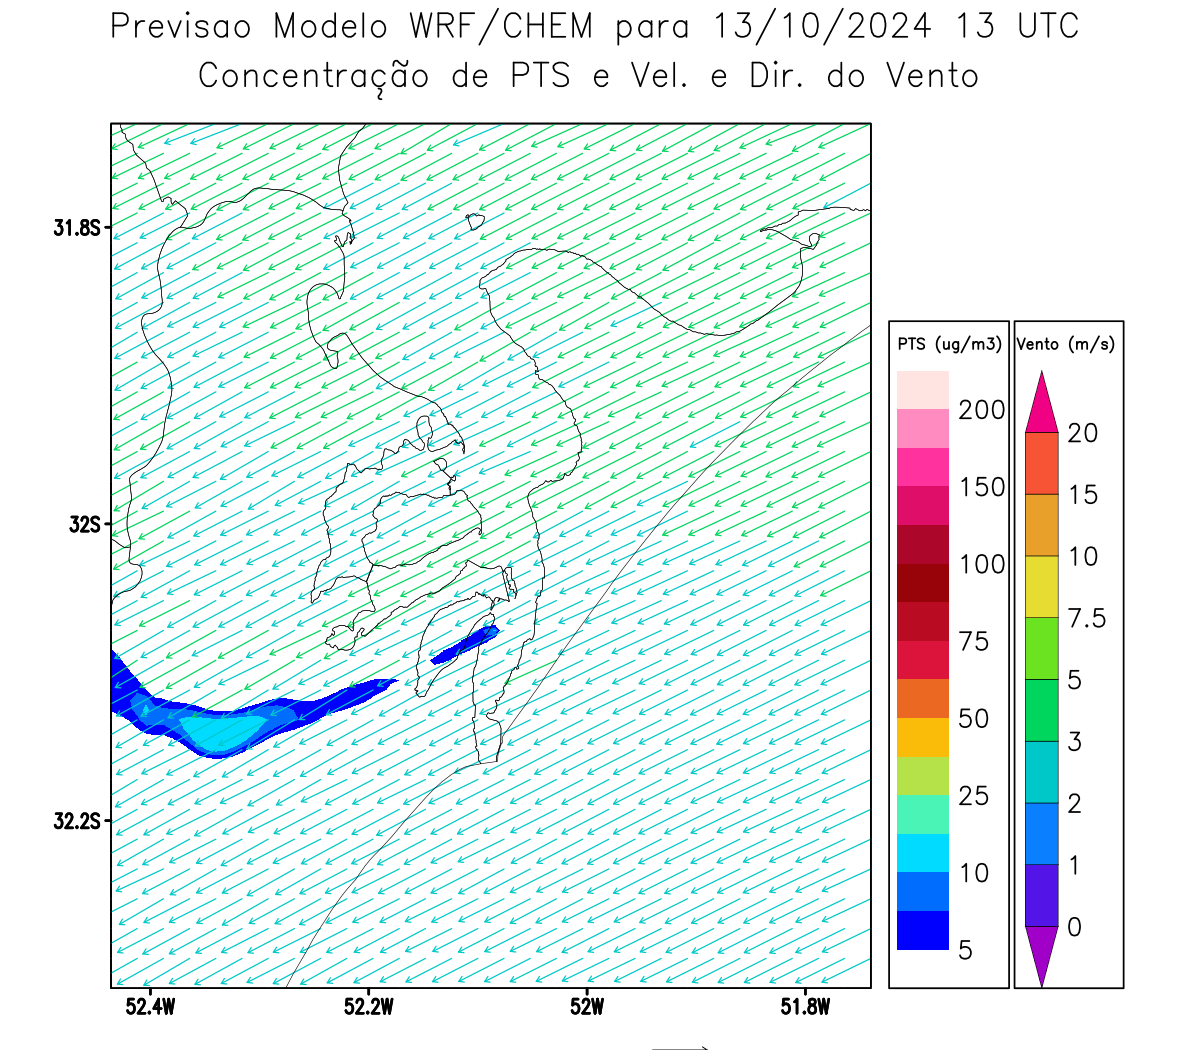 Previsao Modelo WRF/CHEM para 13/10/2024 13 UTC
Concentração de PTS e Vel. e Dir. do Vento
31.8S
32S
32.2S
52.4W 52.2W 52W 51.8W
PTS (ug/m3)
200
150
100
75
50
25
10
5
Vento (m/s)
20
15
10
7.5
5
3
2
1
0